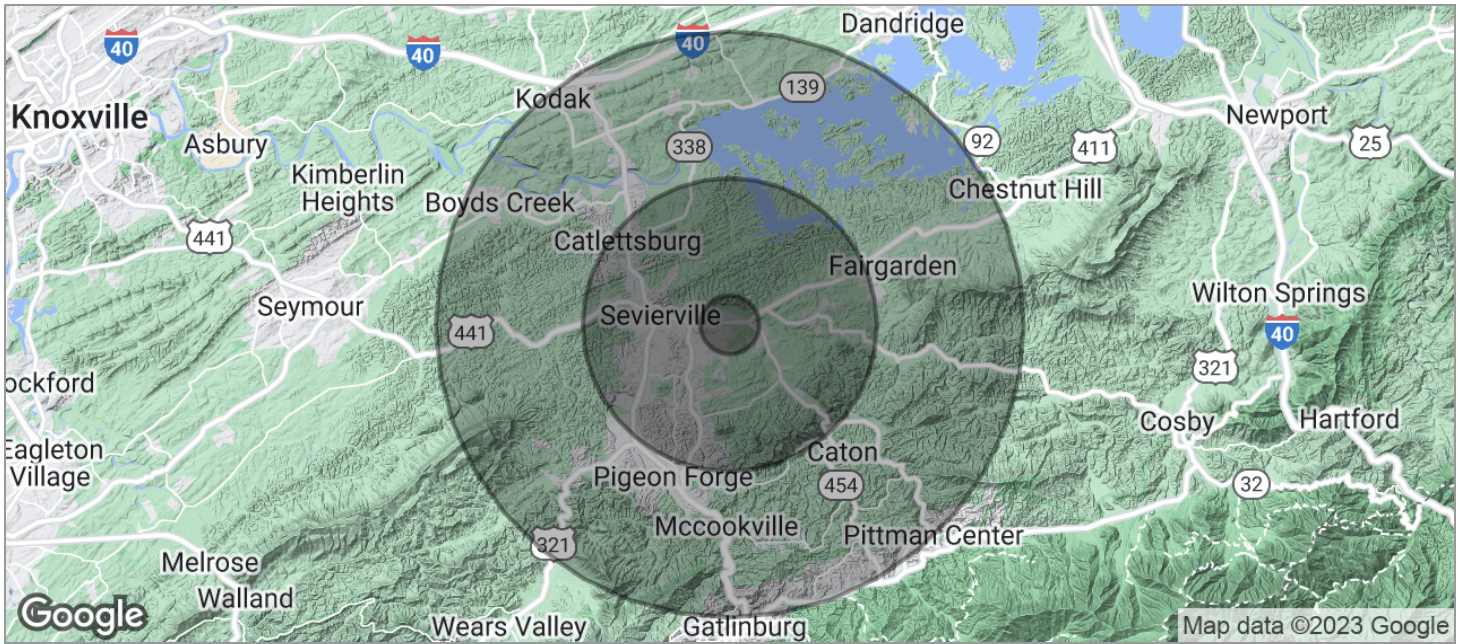 Dandridge
40
40
40
139
Kodak
Knoxville
Newport
Asbury
338
92
411
25
Kimberlin
Heights
Boyds Creek
Chestnut Hill
441
Catlettsburg
Fairgarden
Wilton Springs
Seymour
Sevierville
441
40
321
ockford
Cosby
Hartford
Eagleton
Village
Caton
Pigeon Forge
454
32
Mccookville
Pittman Center
321
Melrose
Walland
Google
Wears Valley
Gatlinburg
Map data ©2023 Google